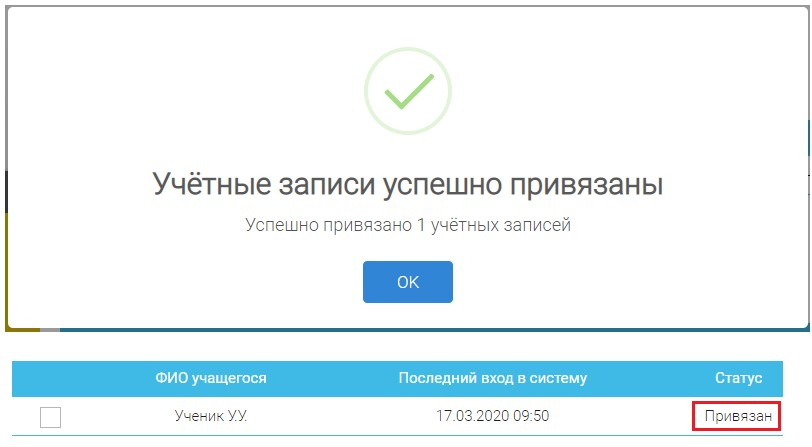 Учётные записи успешно привязаны
Успешно привязано 1 учётных записей
OK
ФИО учащегося Последний вход в систему Статус
Ученик У.У. 17.03.2020 09:50 Привязан